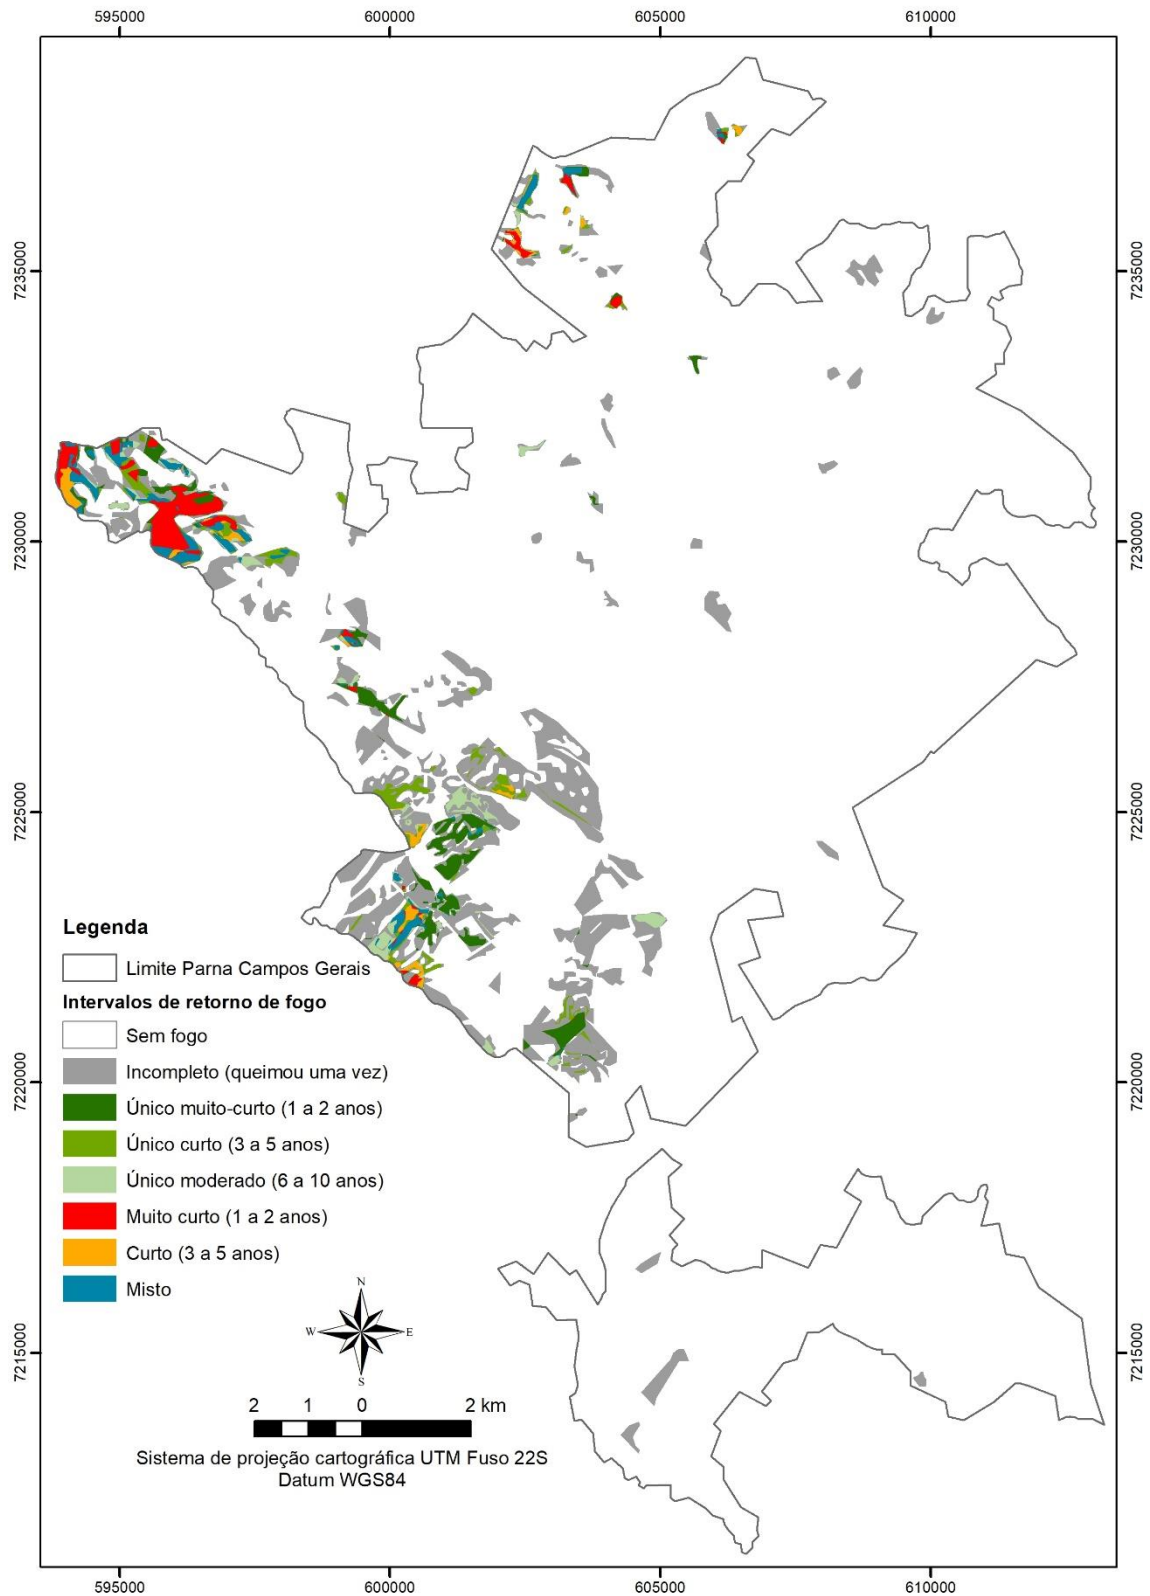 595000 600000 605000 610000
7235000 7235000
7230000 7230000
7225000 7225000
Legenda
Limite Parna Campos Gerais
Intervalos de retorno de fogo
Sem fogo
Incompleto (queimou uma vez)
7220000 7220000
Único muito-curto (1 a 2 anos)
Único curto (3 a 5 anos)
Único moderado (6 a 10 anos)
Muito curto (1 a 2 anos)
Curto (3 a 5 anos)
Misto
N
W E
S
7215000 7215000
2 1 0 2 km
Sistema de projeção cartográfica UTM Fuso 22S
Datum WGS84
595000 600000 605000 610000